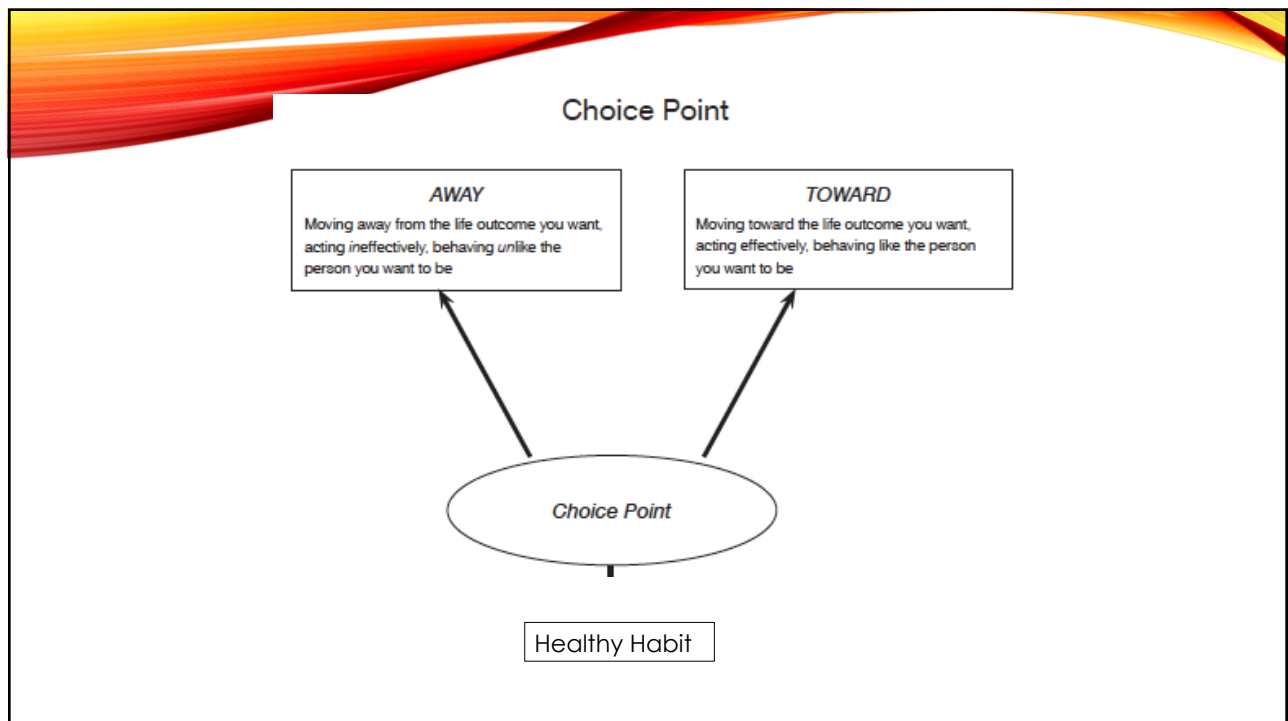 Choice Point
AWAY
Moving away from the life outcome you want,
acting ineffectively, behaving unlike the
person you want to be
TOWARD
Moving toward the life outcome you want,
acting effectively, behaving like the person
you want to be
Choice Point
Healthy Habit